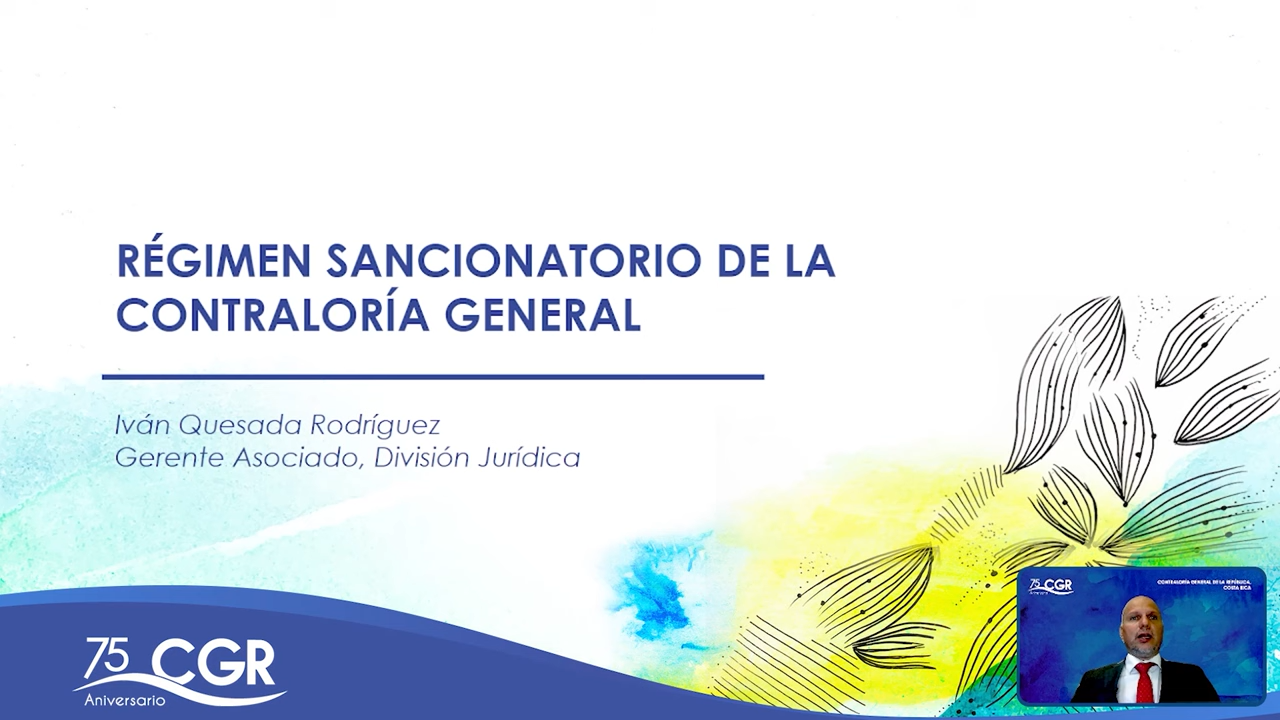 RÉGIMEN SANCIONATORIO DE LA
CONTRALORÍA GENERAL
Iván Quesada Rodríguez
Gerente Asociado, División Jurídica
75 CGR
Aniversario
75 CGR
Aniversario
CONTRALORÍA GENERAL DE LA REPÚBLICA,
COSTA RICA